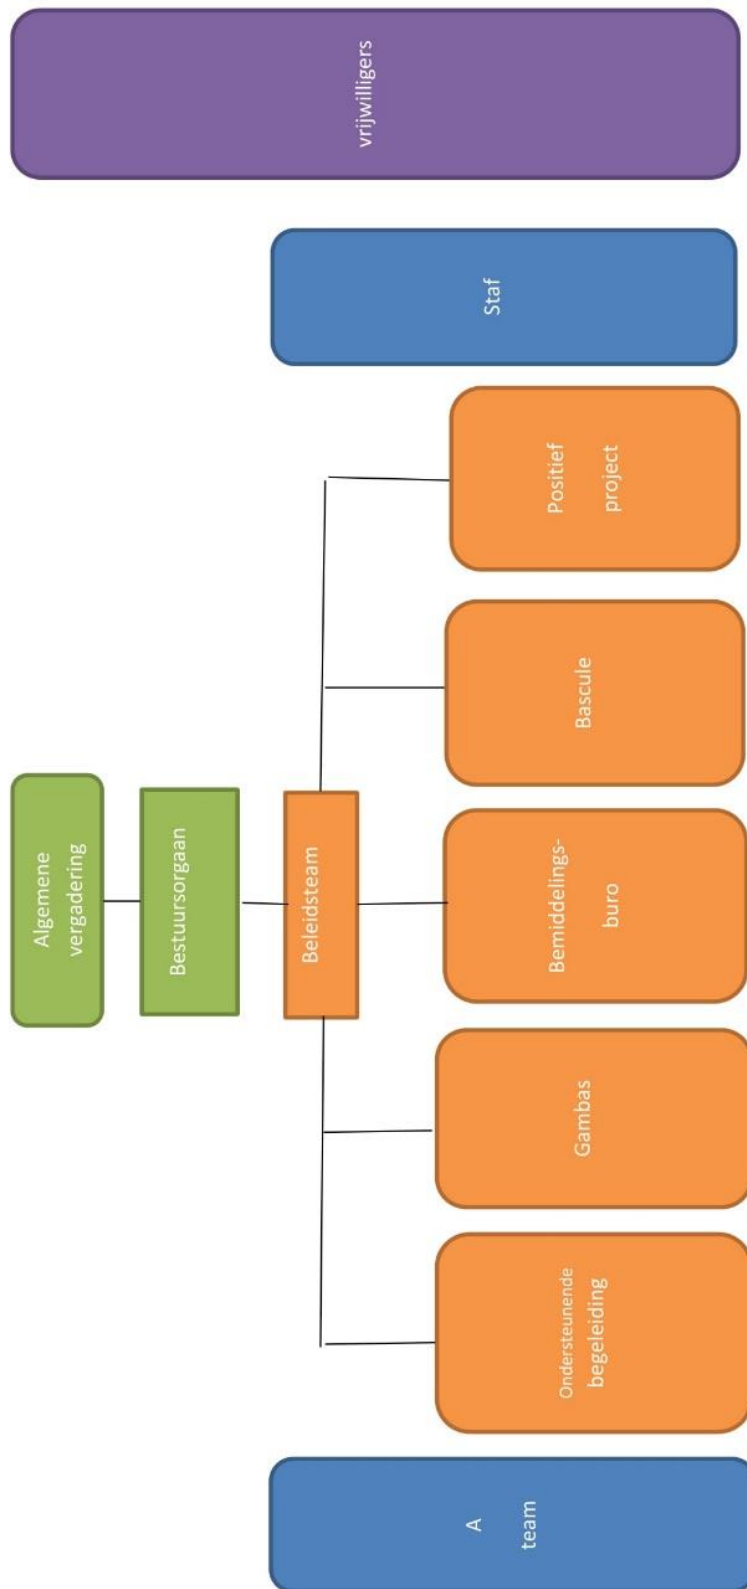 Algemene
vergadering
Bestuursorgaan
Beleidsteam
A
team
Ondersteunende
begeleiding
Gambas
Bemiddelings-
buro
Bascule
Positief
project
Staf
vrijwilligers